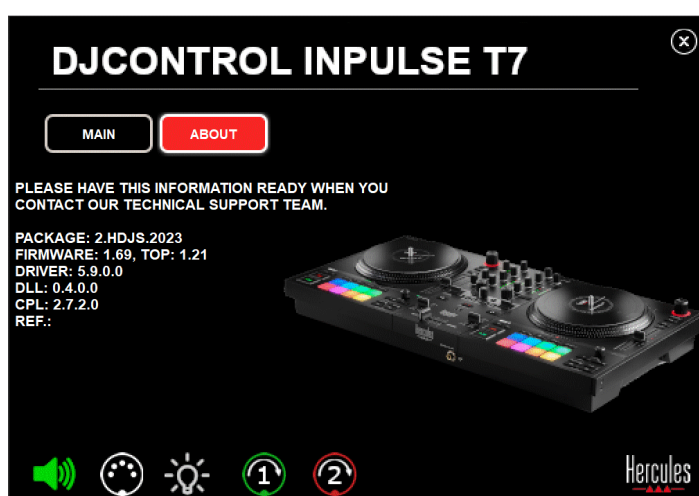 DJCONTROL INPULSE T7
MAIN
ABOUT
PLEASE HAVE THIS INFORMATION READY WHEN YOU
CONTACT OUR TECHNICAL SUPPORT TEAM.
PACKAGE: 2.HDJS.2023
FIRMWARE: 1.69, TOP: 1.21
DRIVER: 5.9.0.0
DLL: 0.4.0.0
CPL: 2.7.2.0
REF.:
1
2
Hercules